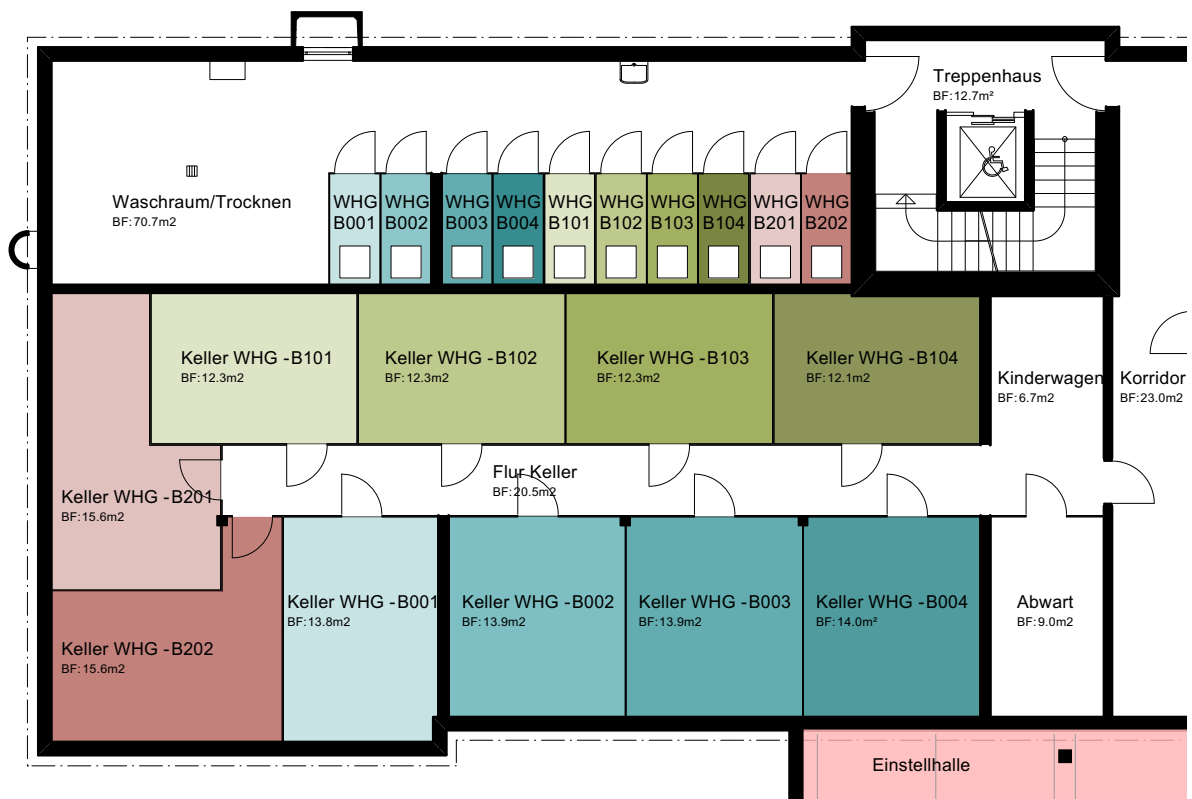 Treppenhaus
BF:12.7m²
Waschraum/Trocknen
BF:70.7m2
WHG
B001
WHG
B002
WHG
B003
WHG
B004
WHG
B101
WHG
B102
WHG
B103
WHG
B104
WHG
B201
WHG
B202
Keller WHG -B101
BF:12.3m2
Keller WHG -B102
BF:12.3m2
Keller WHG -B103
BF:12.3m2
Keller WHG -B104
BF:12.1m2
Kinderwagen
BF:6.7m2
Korridor
BF:23.0m2
Flur Keller
BF:20.5m2
Keller WHG -B201
BF:15.6m2
Keller WHG -B202
BF:15.6m2
Keller WHG -B001
BF:13.8m2
Keller WHG -B002
BF:13.9m2
Keller WHG -B003
BF:13.9m2
Keller WHG -B004
BF:14.0m²
Abwart
BF:9.0m2
Einstellhalle